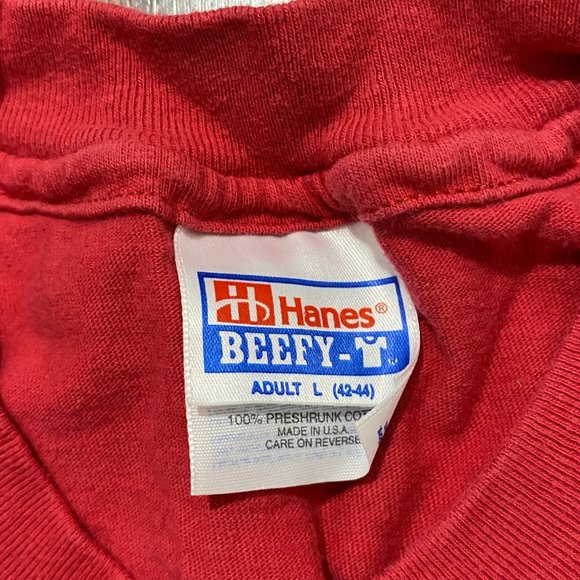 Hanes®
BEEFY-T
ADULT L (42-44)
100% PRESHRUNK
MADE IN U.S.A.
CARE ON REVERSE